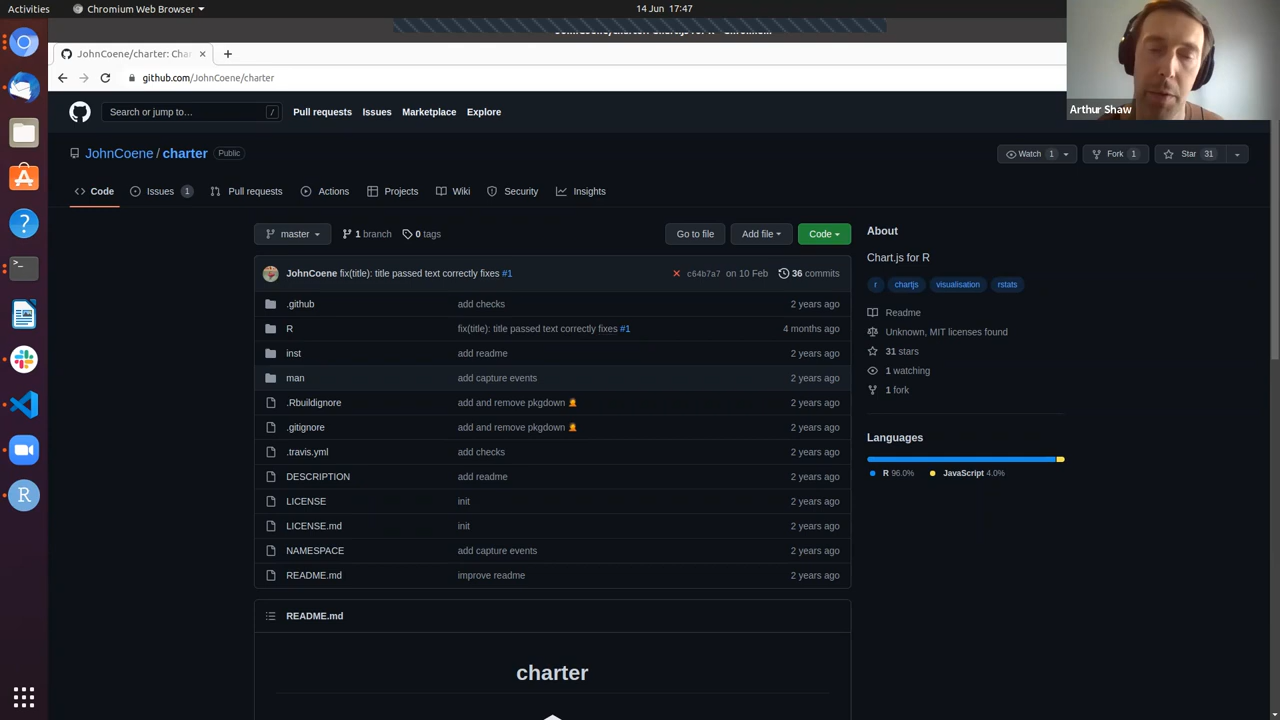 Activities
Chromium Web Browser
14 Jun 17:47
JohnCoene/charter: Char
github.com/JohnCoene/charter
Arthur Shaw
Search or jump to…
/
Pull requests
Issues
Marketplace
Explore
JohnCoene / charter
Public
Watch 1
Fork 1
Star 31
Code
Issues 1
Pull requests
Actions
Projects
Wiki
Security
Insights
master
1 branch
0 tags
Go to file
Add file
Code
JohnCoene fix(title): title passed text correctly fixes #1
c64b7a7 on 10 Feb
36 commits
.github add checks 2 years ago
R fix(title): title passed text correctly fixes #1 4 months ago
inst add readme 2 years ago
man add capture events 2 years ago
.Rbuildignore add and remove pkgdown 2 years ago
.gitignore add and remove pkgdown 2 years ago
.travis.yml add checks 2 years ago
DESCRIPTION add readme 2 years ago
LICENSE init 2 years ago
LICENSE.md init 2 years ago
NAMESPACE add capture events 2 years ago
README.md improve readme 2 years ago
README.md
charter
About
Chart.js for R
r chartjs visualisation rstats
Readme
Unknown, MIT licenses found
31 stars
1 watching
1 fork
Languages
R 96.0% JavaScript 4.0%